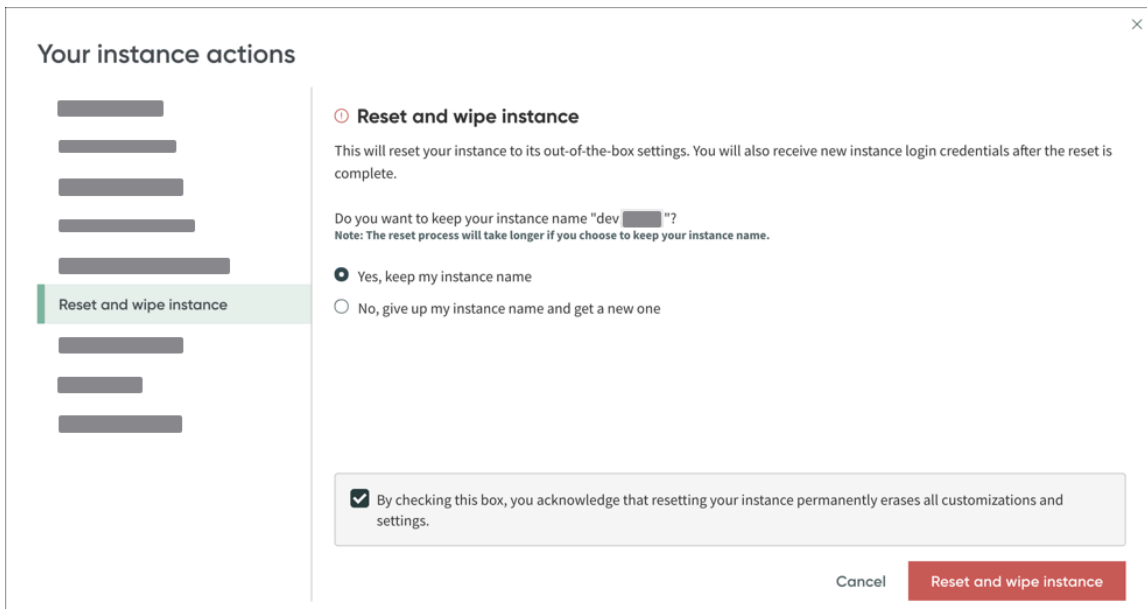 Your instance actions
Reset and wipe instance
This will reset your instance to its out-of-the-box settings. You will also receive new instance login credentials after the reset is
complete.
Do you want to keep your instance name "dev "?
Note: The reset process will take longer if you choose to keep your instance name.
Yes, keep my instance name
Reset and wipe instance
No, give up my instance name and get a new one
By checking this box, you acknowledge that resetting your instance permanently erases all customizations and
settings.
Cancel
Reset and wipe instance